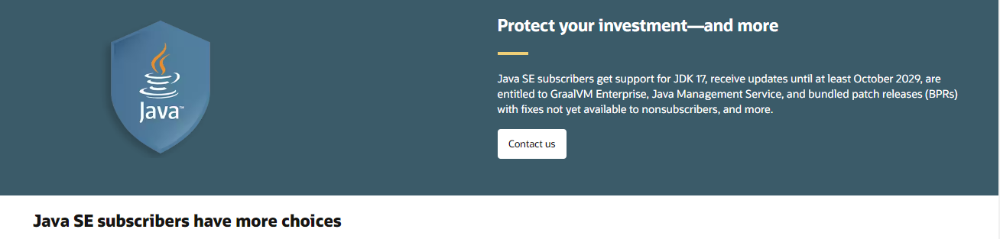 Protect your investment—and more
Java™
Java SE subscribers get support for JDK 17, receive updates until at least October 2029, are
entitled to GraalVM Enterprise, Java Management Service, and bundled patch releases (BPRs)
with fixes not yet available to nonsubscribers, and more.
Contact us
Java SE subscribers have more choices